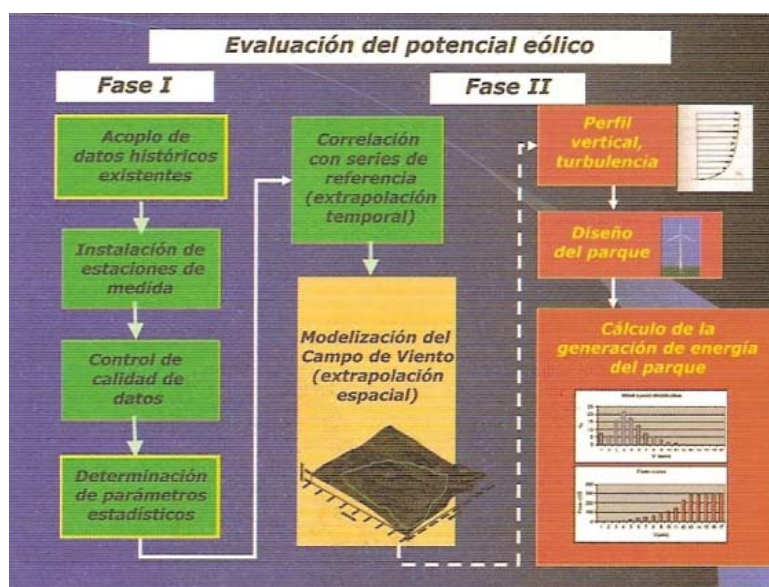 Evaluación del potencial eólico
Fase I
Fase II
Acoplo de
datos históricos
existentes
Instalación de
estaciones de
medida
Control de
calidad de
datos
Determinación
de parámetros
estadísticos
Correlación
con series de
referencia
(extrapolación
temporal)
Modelización del
Campo de Viento
(extrapolación
espacial)
Perfil
vertical,
turbulencia
Diseño
del parque
Cálculo de la
generación de energía
del parque